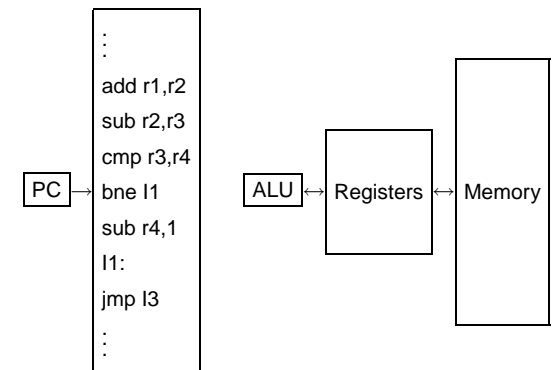 ⋮
add r1,r2
sub r2,r3
cmp r3,r4
PC → bne l1
sub r4,1
l1:
jmp l3
⋮
ALU ↔ Registers ↔ Memory